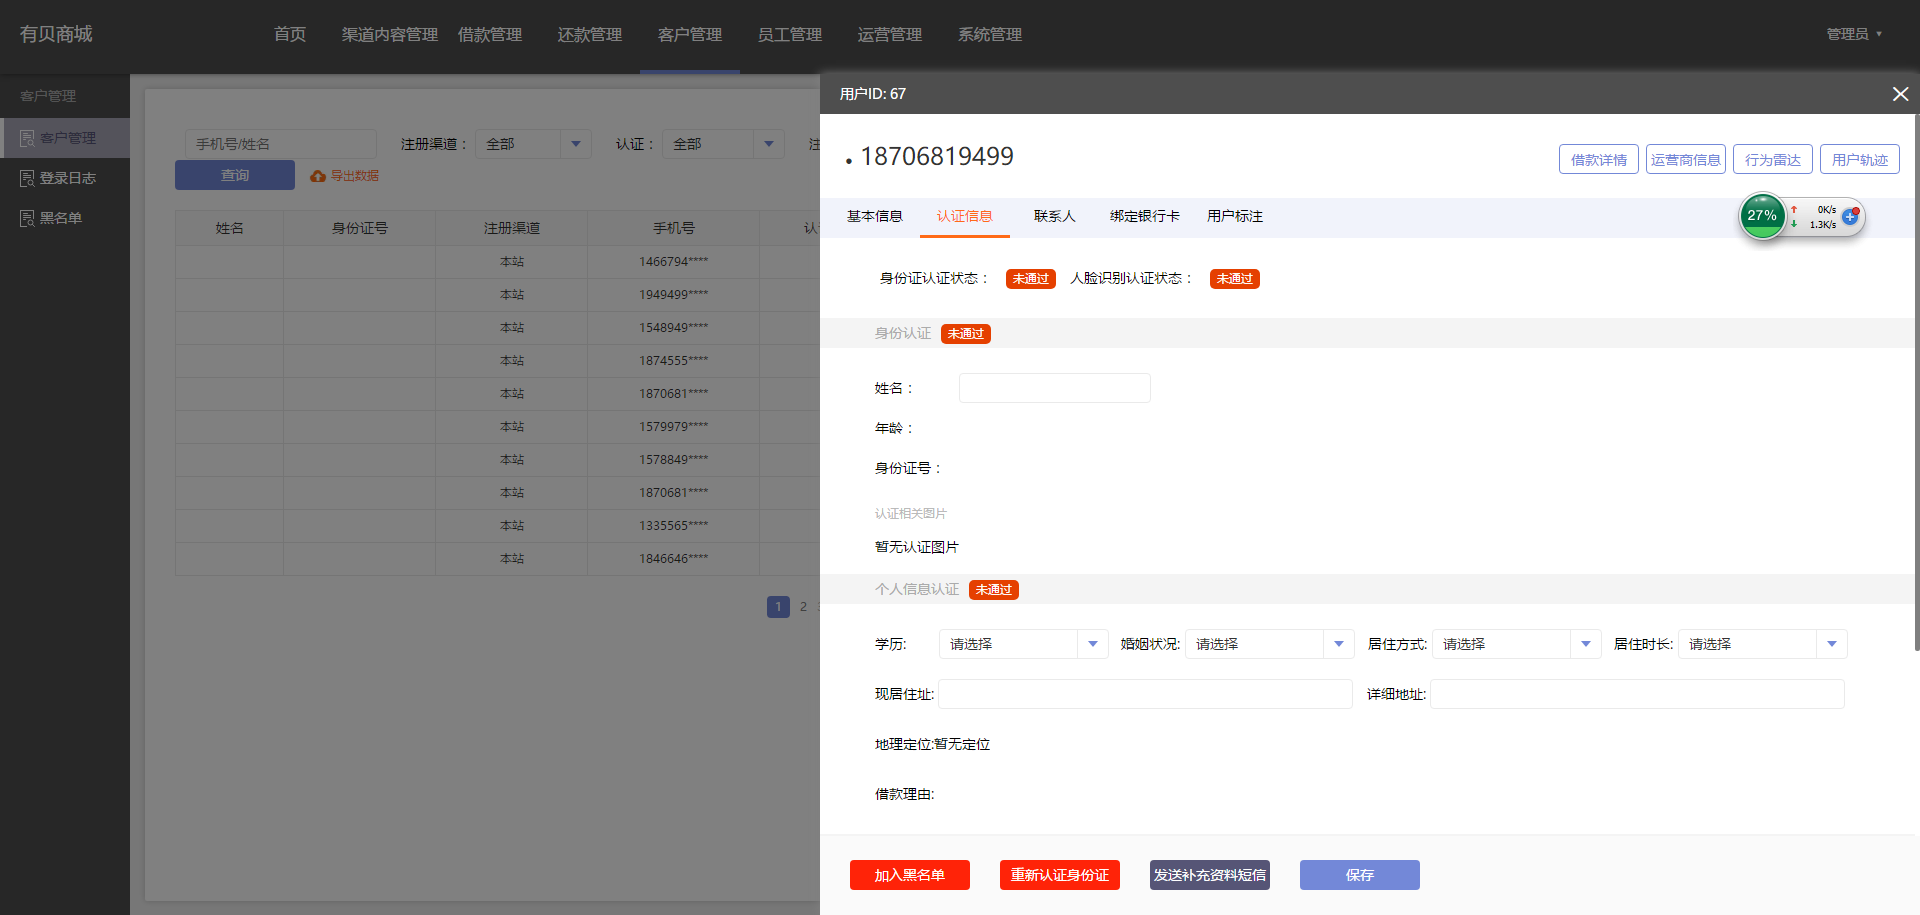 有贝商城
首页 渠道内容管理 借款管理 还款管理 客户管理 员工管理 运营管理 系统管理
管理员
客户管理
客户管理
登录日志
黑名单
手机号/姓名 注册渠道： 全部 认证： 全部 注
查询 导出数据
姓名 身份证号 注册渠道 手机号 认
本站 1466794****
本站 1949499****
本站 1548949****
本站 1874555****
本站 1870681****
本站 1579979****
本站 1578849****
本站 1870681****
本站 1335565****
本站 1846646****
1 2
用户ID: 67
18706819499
借款详情 运营商信息 行为雷达 用户轨迹
27% 0K/s
1.3K/s
基本信息 认证信息 联系人 绑定银行卡 用户标注
身份证认证状态： 未通过 人脸识别认证状态： 未通过
身份认证 未通过
姓名：
年龄：
身份证号：
认证相关图片
暂无认证图片
个人信息认证 未通过
学历: 请选择 婚姻状况: 请选择 居住方式: 请选择 居住时长: 请选择
现居住址: 详细地址:
地理定位:暂无定位
借款理由:
加入黑名单 重新认证身份证 发送补充资料短信 保存